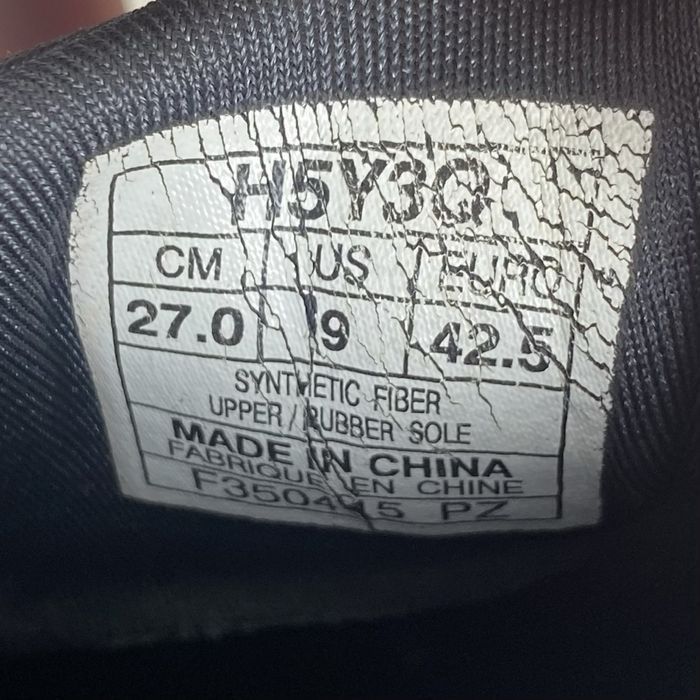 H5Y3Q.
CM US EURO
27.0 9 42.5
SYNTHETIC FIBER
UPPER / RUBBER SOLE
MADE IN CHINA
FABRIQUE EN CHINE
PZ